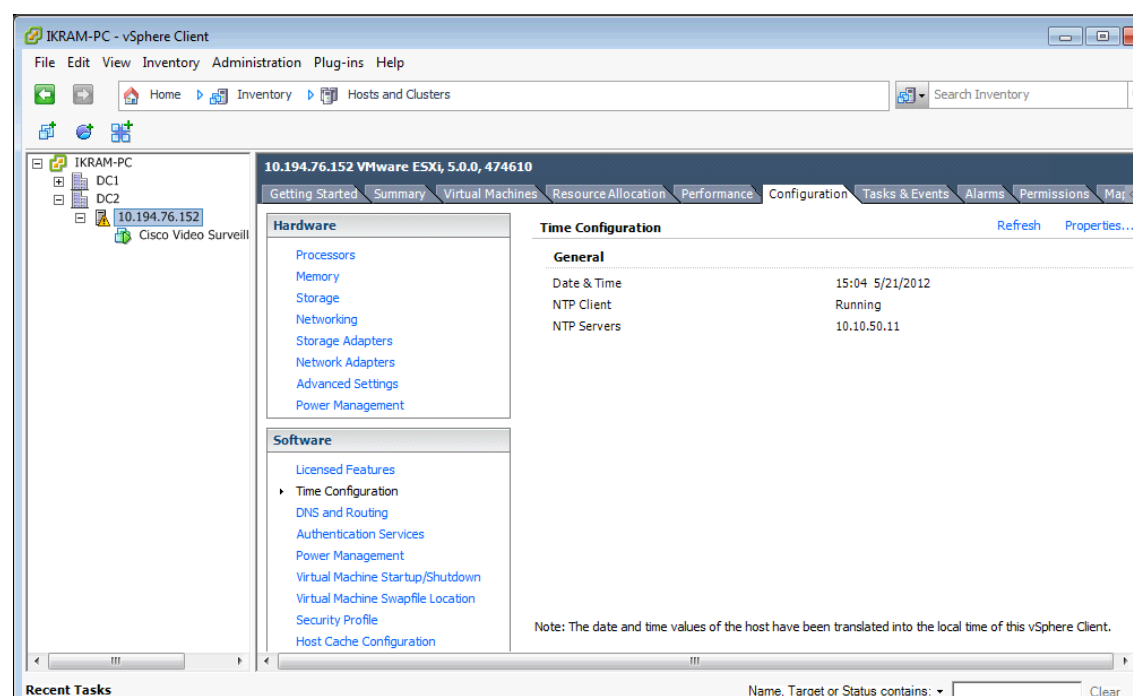 IKRAM-PC - vSphere Client
File Edit View Inventory Administration Plug-ins Help
Home Inventory Hosts and Clusters
Search Inventory
IKRAM-PC
DC1
DC2
10.194.76.152
Cisco Video Surveill
10.194.76.152 VMware ESXi, 5.0.0, 474610
Getting Started Summary Virtual Machines Resource Allocation Performance Configuration Tasks & Events Alarms Permissions Map
Hardware
Processors
Memory
Storage
Networking
Storage Adapters
Network Adapters
Advanced Settings
Power Management
Software
Licensed Features
Time Configuration
DNS and Routing
Authentication Services
Power Management
Virtual Machine Startup/Shutdown
Virtual Machine Swapfile Location
Security Profile
Host Cache Configuration
Time Configuration Refresh Properties...
General
Date & Time 15:04 5/21/2012
NTP Client Running
NTP Servers 10.10.50.11
Note: The date and time values of the host have been translated into the local time of this vSphere Client.
Recent Tasks Name, Target or Status contains: Clear